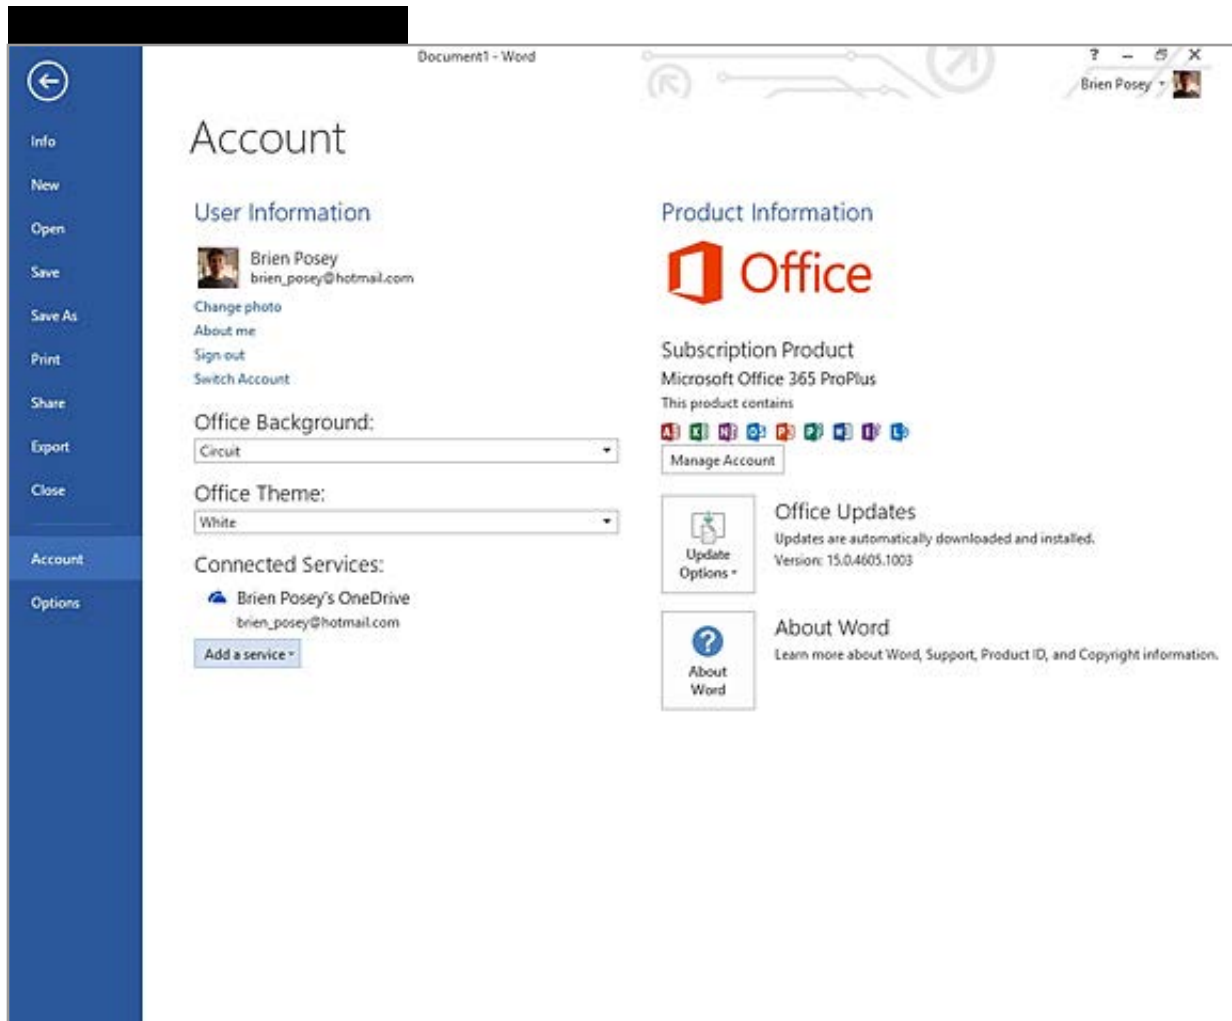 Document1 - Word
? – X
Brien Posey
Info
New
Open
Save
Save As
Print
Share
Export
Close
Account
Options
Account
User Information
Brien Posey
brien_posey@hotmail.com
Change photo
About me
Sign out
Switch Account
Office Background:
Circuit
Office Theme:
White
Connected Services:
Brien Posey's OneDrive
brien_posey@hotmail.com
Add a service
Product Information
Office
Subscription Product
Microsoft Office 365 ProPlus
This product contains
Manage Account
Update
Options
Office Updates
Updates are automatically downloaded and installed.
Version: 15.0.4605.1003
?
About
Word
About Word
Learn more about Word, Support, Product ID, and Copyright information.